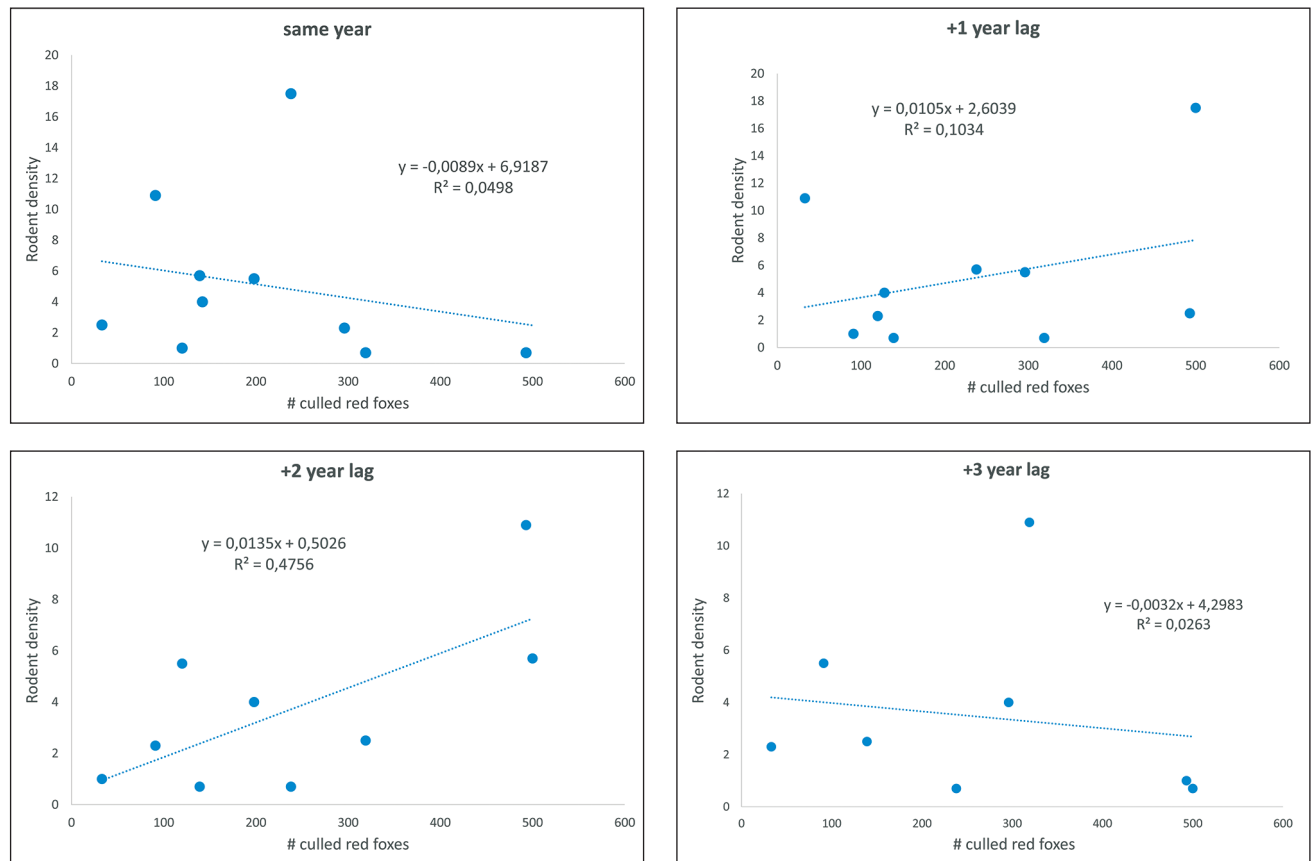 same year
20
18
16
14
12
10
8
6
4
2
0
Rodent density
y = -0,0089x + 6,9187
R² = 0,0498
0 100 200 300 400 500 600
# culled red foxes
+1 year lag
20
18
16
14
12
10
8
6
4
2
0
Rodent density
y = 0,0105x + 2,6039
R² = 0,1034
0 100 200 300 400 500 600
# culled red foxes
+2 year lag
12
10
8
6
4
2
0
Rodent density
y = 0,0135x + 0,5026
R² = 0,4756
0 100 200 300 400 500 600
# culled red foxes
+3 year lag
12
10
8
6
4
2
0
Rodent density
y = -0,0032x + 4,2983
R² = 0,0263
0 100 200 300 400 500 600
# culled red foxes